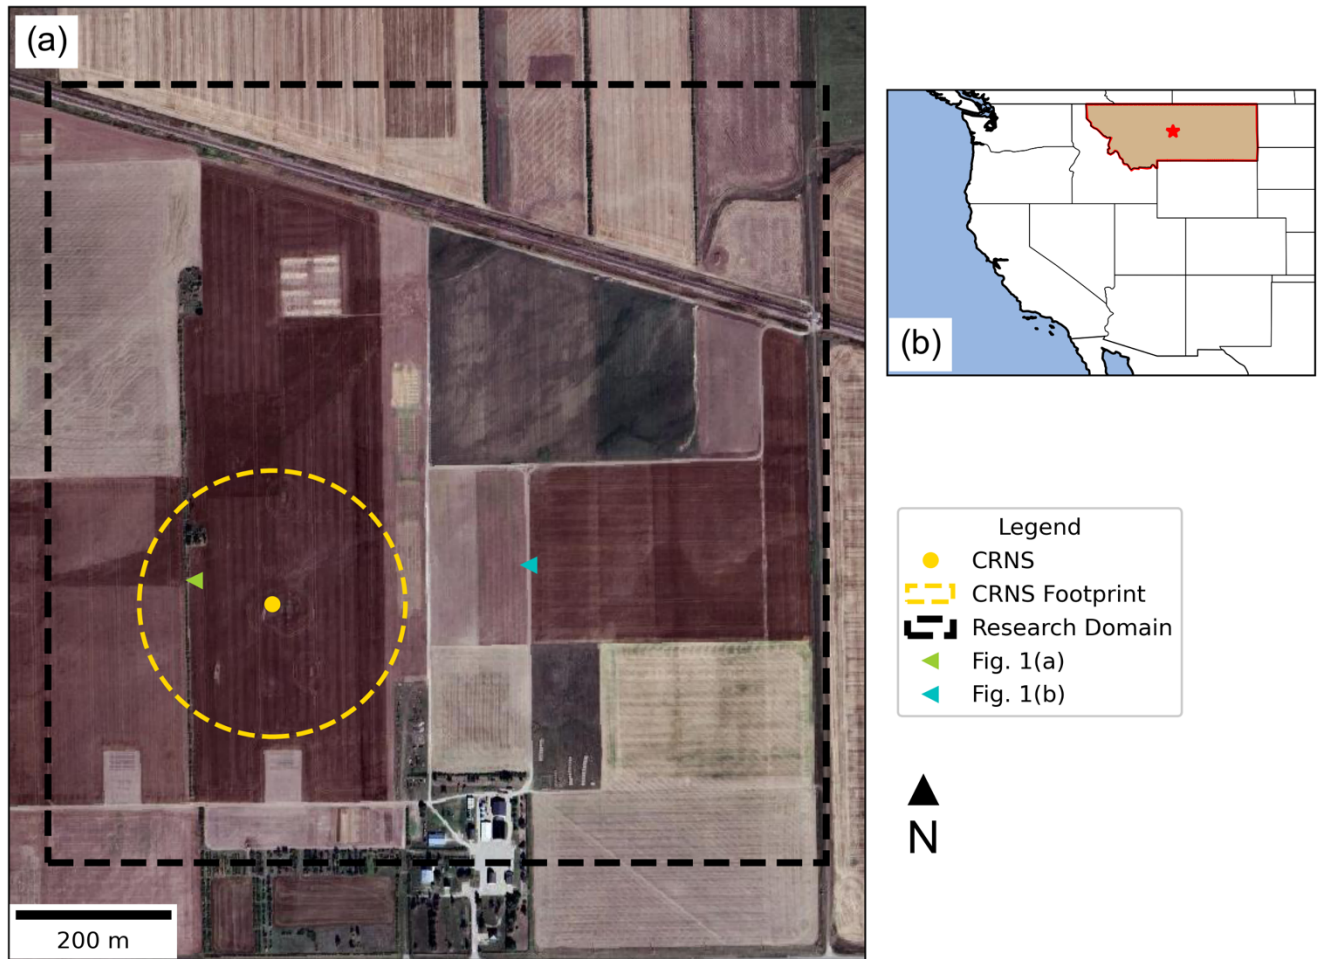 (a)
200 m
(b)
Legend
CRNS
CRNS Footprint
Research Domain
Fig. 1(a)
Fig. 1(b)
N